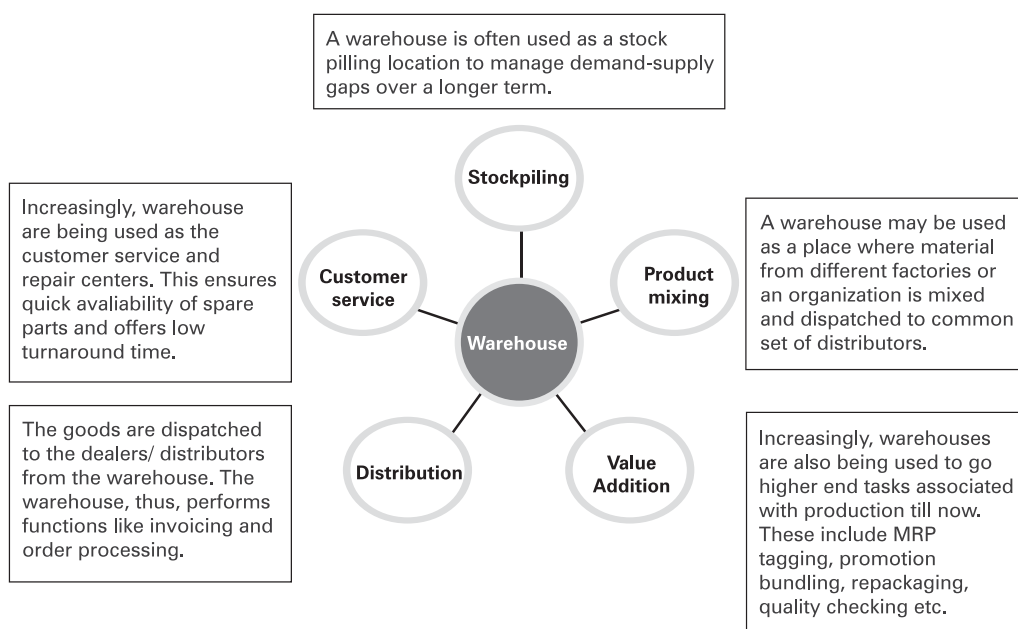 A warehouse is often used as a stock
pilling location to manage demand-supply
gaps over a longer term.
Stockpiling
Increasingly, warehouse
are being used as the
customer service and
repair centers. This ensures
quick avaliability of spare
parts and offers low
turnaround time.
Customer
service
Product
mixing
A warehouse may be used
as a place where material
from different factories or
an organization is mixed
and dispatched to common
set of distributors.
Warehouse
The goods are dispatched
to the dealers/ distributors
from the warehouse. The
warehouse, thus, performs
functions like invoicing and
order processing.
Distribution
Value
Addition
Increasingly, warehouses
are also being used to go
higher end tasks associated
with production till now.
These include MRP
tagging, promotion
bundling, repackaging,
quality checking etc.